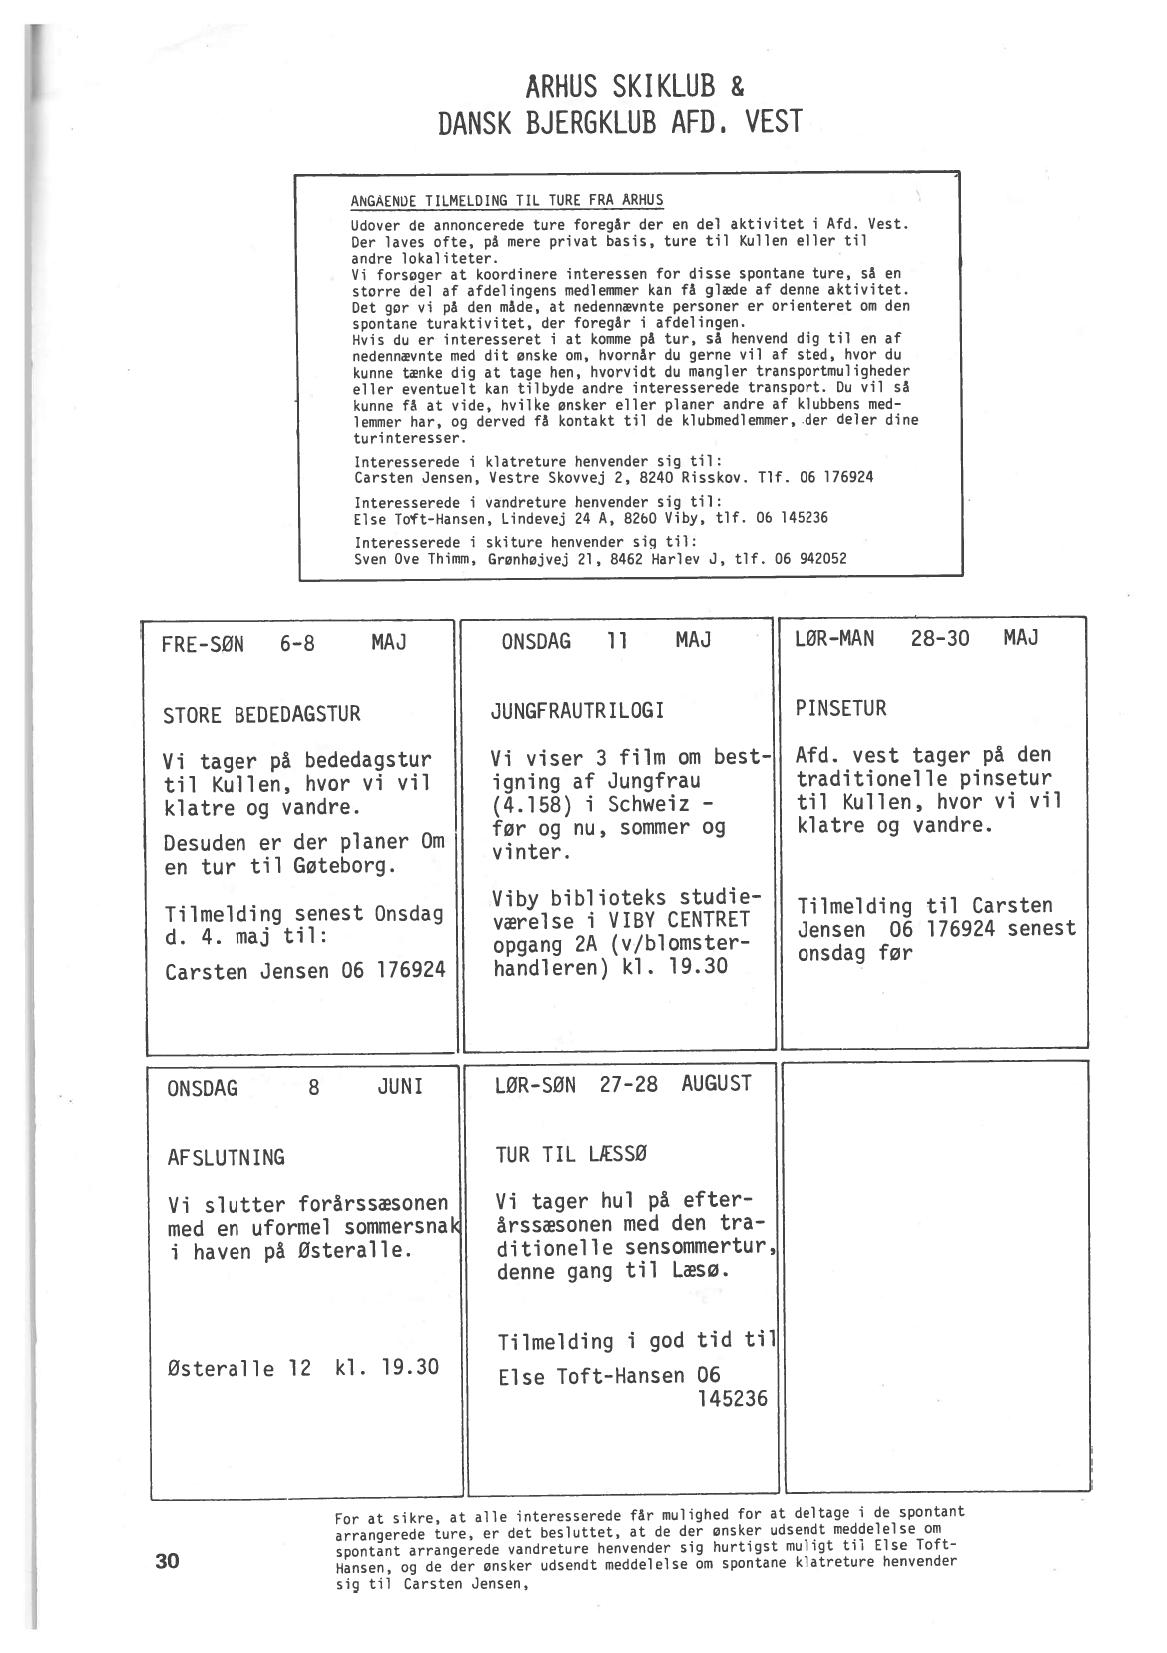 ÅRHUS SKIKLUB &
DANSK BJERGKLUB AFD. VEST
ANGÅENDE TILMELDING TIL TURE FRA ÅRHUS
Udover de annoncerede ture foregår der en del aktivitet i Afd. Vest.
Der laves ofte, på mere privat basis, ture til Kullen eller til
andre lokaliteter.
Vi forsøger at koordinere interessen for disse spontane ture, så en
større del af afdelingens medlemmer kan få glæde af denne aktivitet.
Det gør vi på den måde, at nedennævnte personer er orienteret om den
spontane turaktivitet, der foregår i afdelingen.
Hvis du er interesseret i at komme på tur, så henvend dig til en af
nedennævnte med dit ønske om, hvornår du gerne vil af sted, hvor du
kunne tænke dig at tage hen, hvorvidt du mangler transportmuligheder
eller eventuelt kan tilbyde andre interesserede transport. Du vil så
kunne få at vide, hvilke ønsker eller planer andre af klubbens med-
lemmer har, og derved få kontakt til de klubmedlemmer, der deler dine
turinteresser.
Interesserede i klatreture henvender sig til:
Carsten Jensen, Vestre Skovvej 2, 8240 Risskov. Tlf. 06 176924
Interesserede i vandreture henvender sig til:
Else Toft-Hansen, Lindevej 24 A, 8260 Viby, tlf. 06 145236
Interesserede i skiture henvender sig til:
Sven Ove Thimm, Grønhøjvej 21, 8462 Harlev J, tlf. 06 942052
FRE-SØN 6-8 MAJ
STORE BEDEDAGSTUR
Vi tager på bededagstur
til Kullen, hvor vi vil
klatre og vandre.
Desuden er der planer Om
en tur til Gøteborg.
Tilmelding senest Onsdag
d. 4. maj til:
Carsten Jensen 06 176924
ONSDAG 11 MAJ
JUNGFRAUTRILOGI
Vi viser 3 film om best-
igning af Jungfrau
(4.158) i Schweiz -
før og nu, sommer og
vinter.
Viby biblioteks studie-
værelse i VIBY CENTRET
opgang 2A (v/blomster-
handleren) kl. 19.30
LØR-MAN 28-30 MAJ
PINSETUR
Afd. vest tager på den
traditionelle pinsetur
til Kullen, hvor vi vil
klatre og vandre.
Tilmelding til Carsten
Jensen 06 176924 senest
onsdag før
ONSDAG 8 JUNI
AFSLUTNING
Vi slutter forårssæsonen
med en uformel sommersnak
i haven på Østeralle.
Østeralle 12 kl. 19.30
LØR-SØN 27-28 AUGUST
TUR TIL LÆSSØ
Vi tager hul på efter-
årssæsonen med den tra-
ditionelle sensommertur,
denne gang til Læsø.
Tilmelding i god tid til
Else Toft-Hansen 06
145236
For at sikre, at alle interesserede får mulighed for at deltage i de spontant
arrangerede ture, er det besluttet, at de der ønsker udsendt meddelelse om
spontant arrangerede vandreture henvender sig hurtigst muligt til Else Toft-
Hansen, og de der ønsker udsendt meddelelse om spontane klatreture henvender
sig til Carsten Jensen,
30